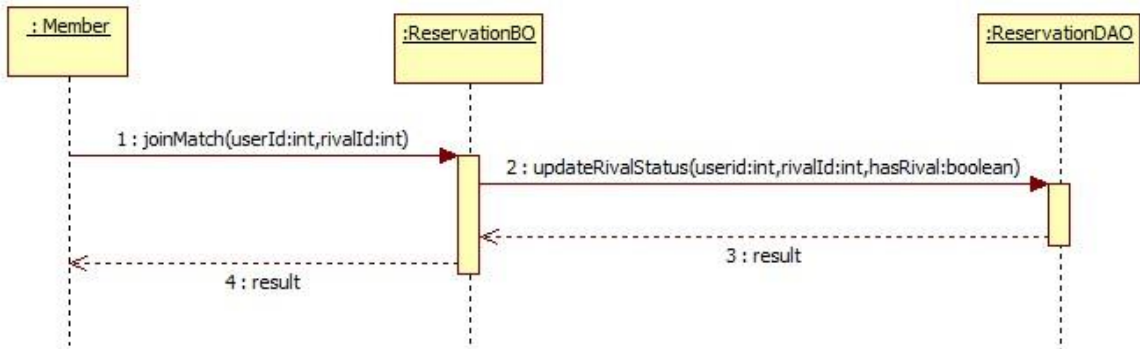 : Member
:ReservationBO
:ReservationDAO
1 : joinMatch(userId:int,rivalId:int)
2 : updateRivalStatus(userid:int,rivalId:int,hasRival:boolean)
3 : result
4 : result